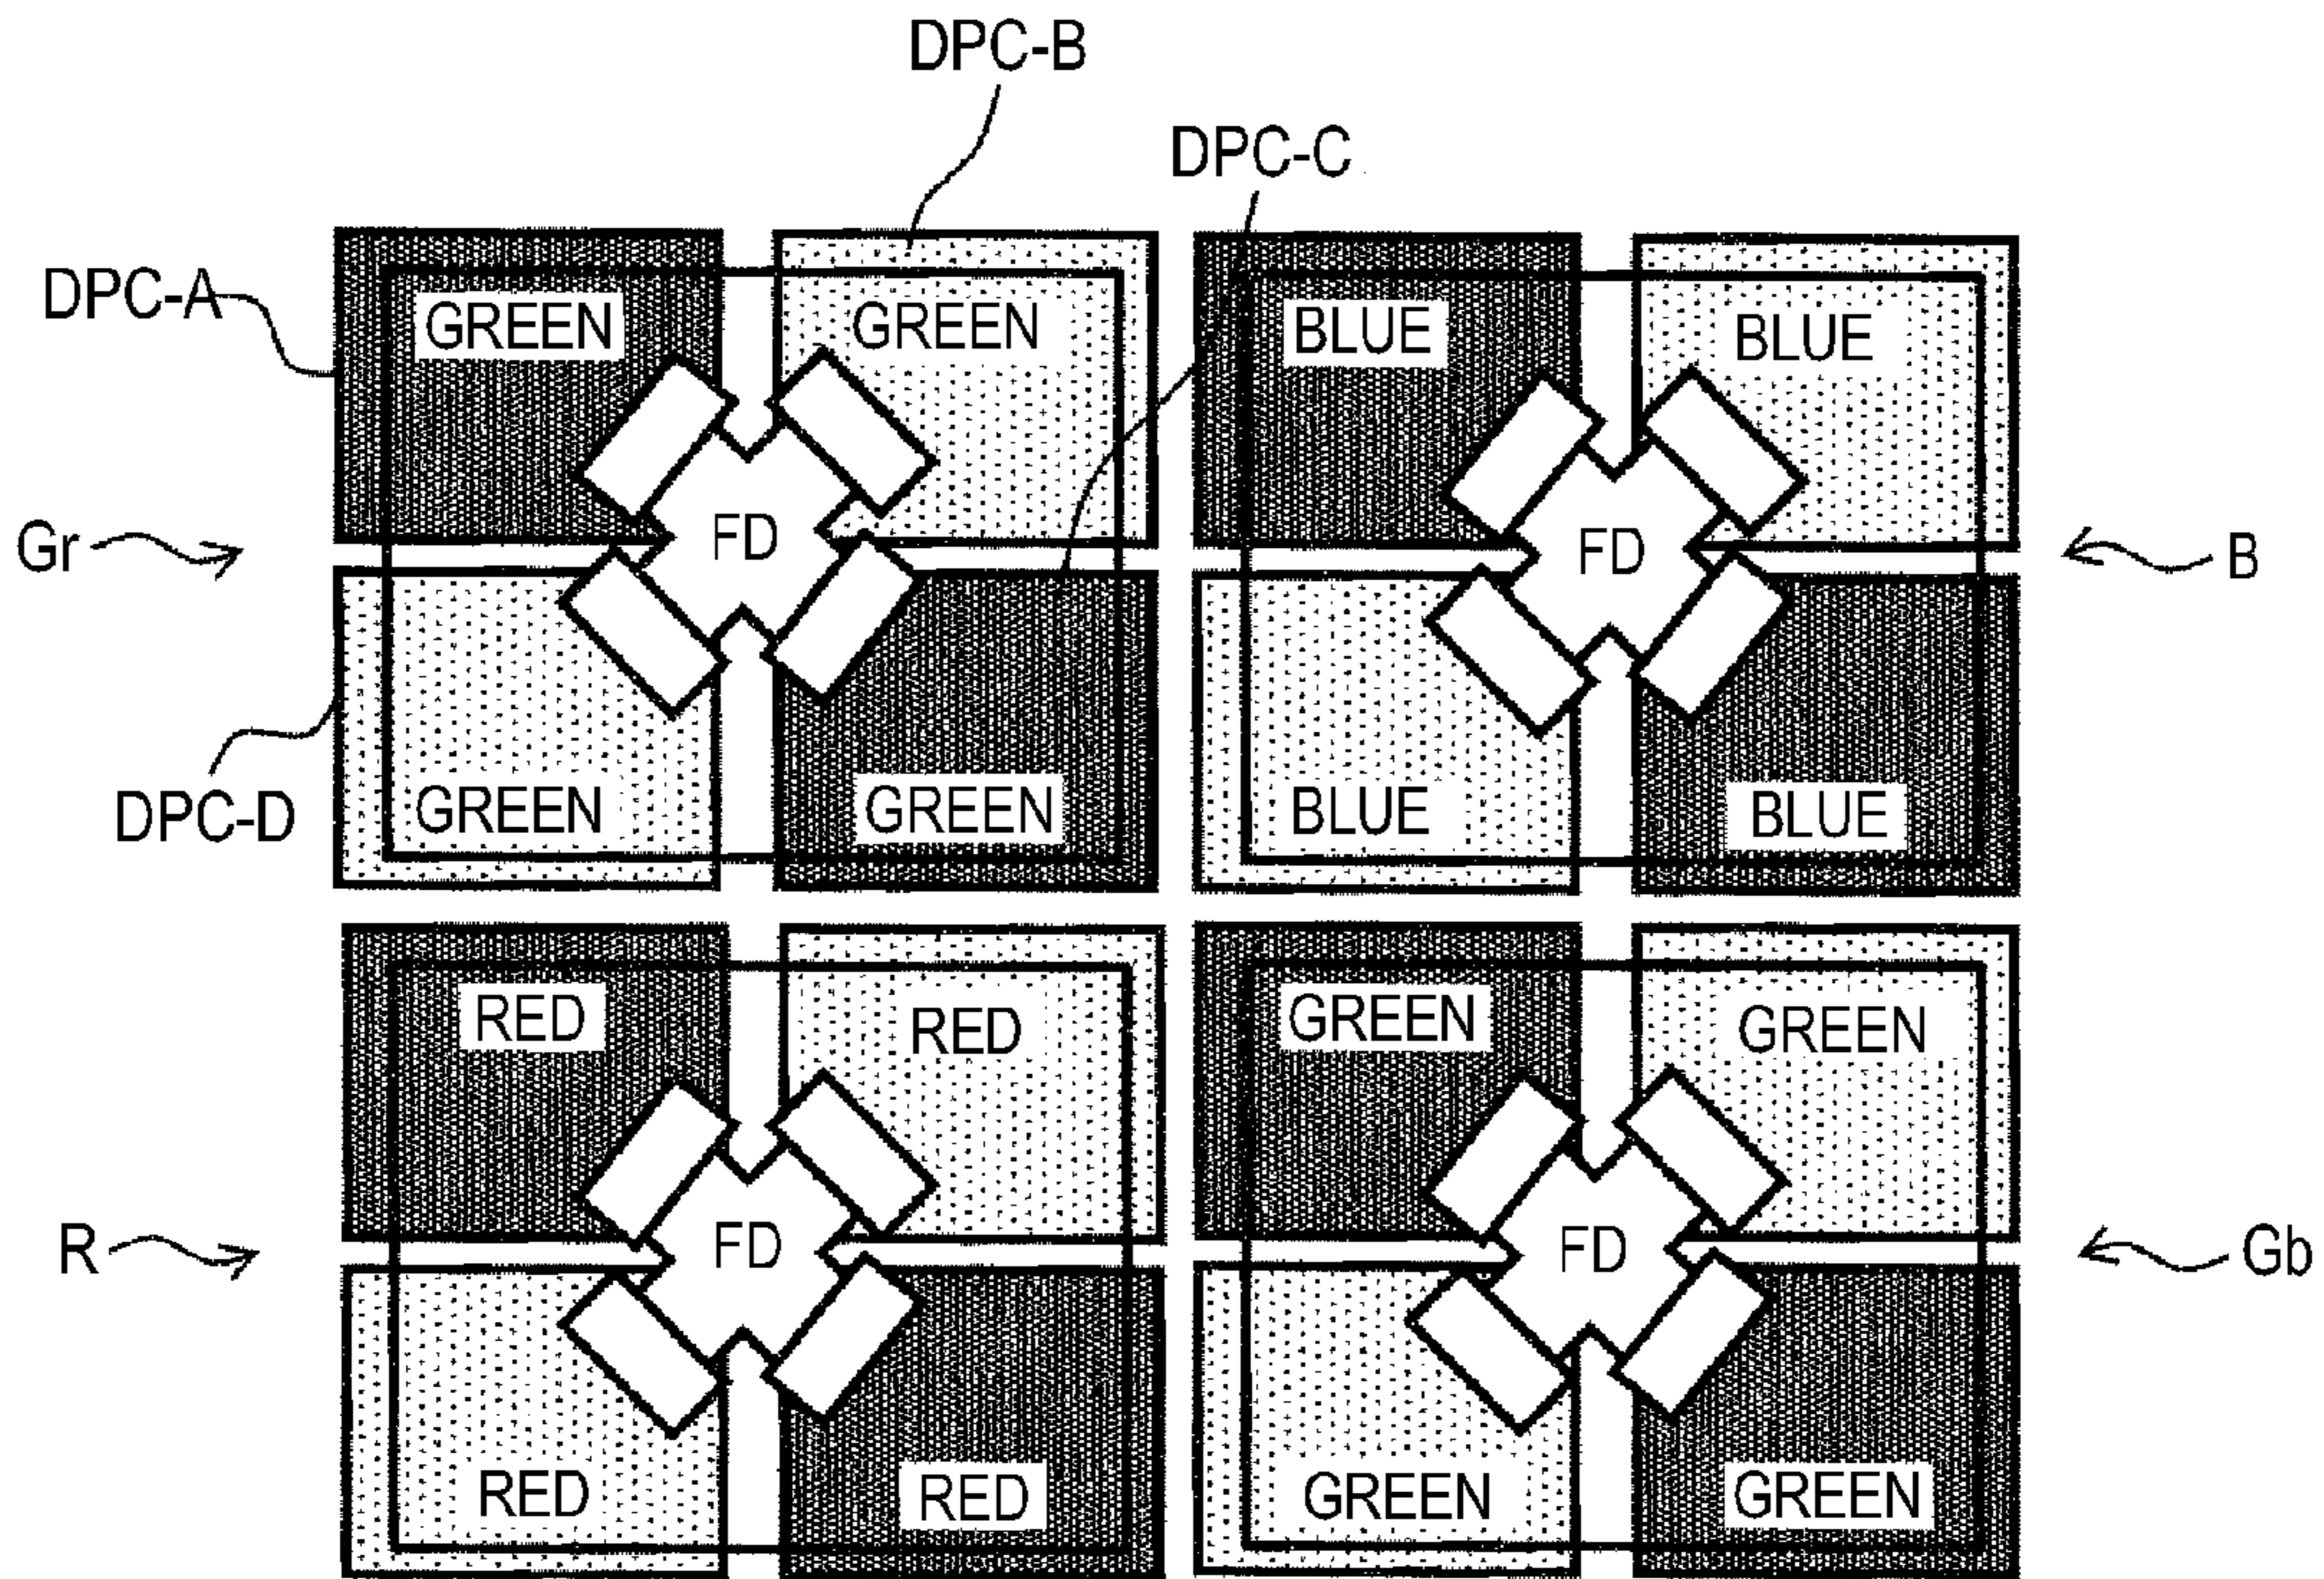 DPC-B
DPC-C
DPC-A
GREEN GREEN BLUE BLUE
Gr FD FD B
DPC-D GREEN GREEN BLUE BLUE
RED RED GREEN GREEN
R FD FD Gb
RED RED GREEN GREEN